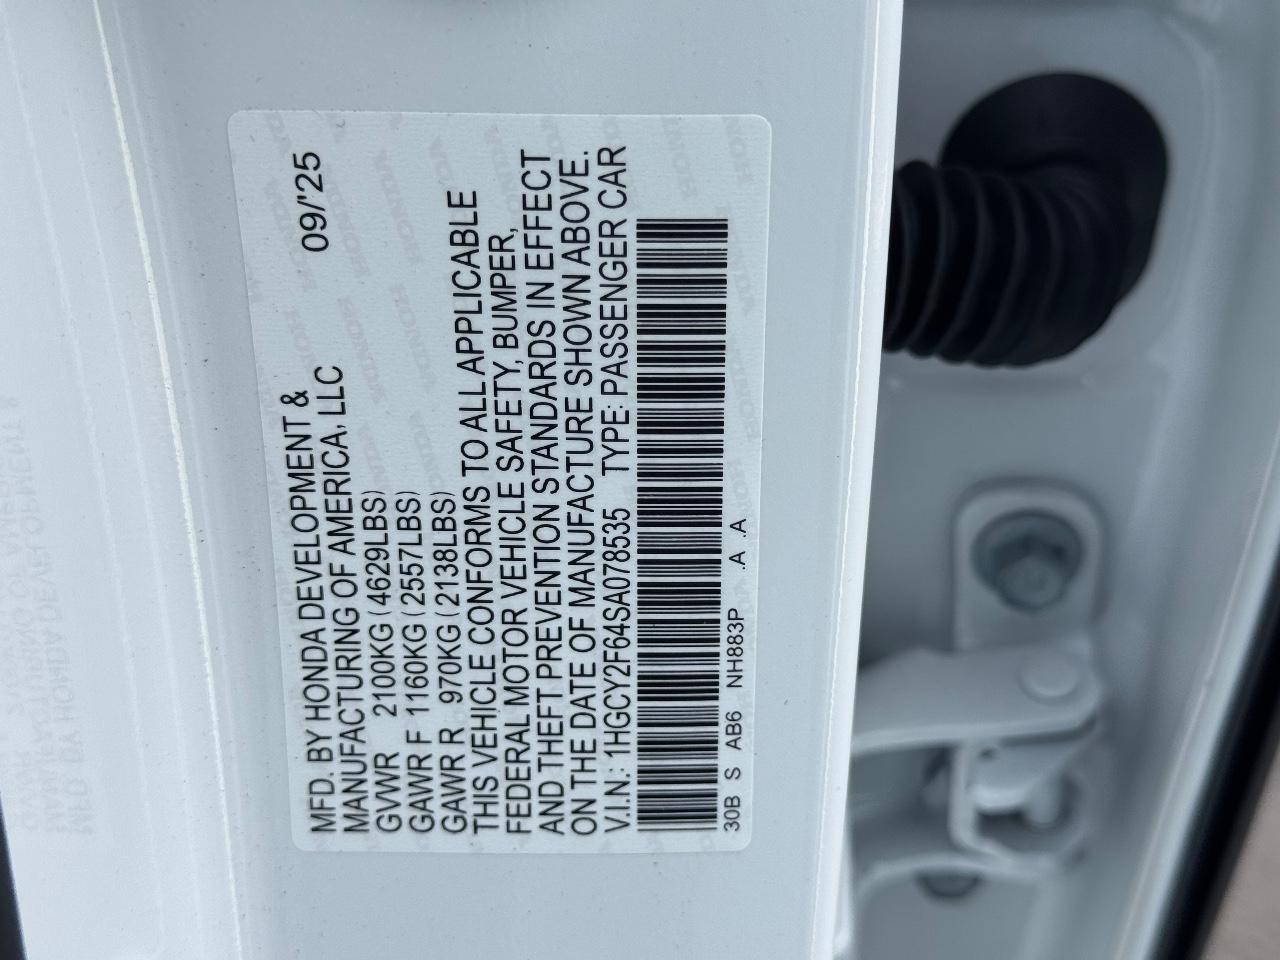 MFD. BY HONDA DEVELOPMENT &
MANUFACTURING OF AMERICA, LLC 09/'25
GVWR 2100KG (4629LBS)
GAWR F 1160KG (2557LBS)
GAWR R 970KG (2138LBS)
THIS VEHICLE CONFORMS TO ALL APPLICABLE
FEDERAL MOTOR VEHICLE SAFETY, BUMPER,
AND THEFT PREVENTION STANDARDS IN EFFECT
ON THE DATE OF MANUFACTURE SHOWN ABOVE.
V.I.N.: 1HGCY2F64SA078535 TYPE: PASSENGER CAR
30B S AB6 NH883P .A .A